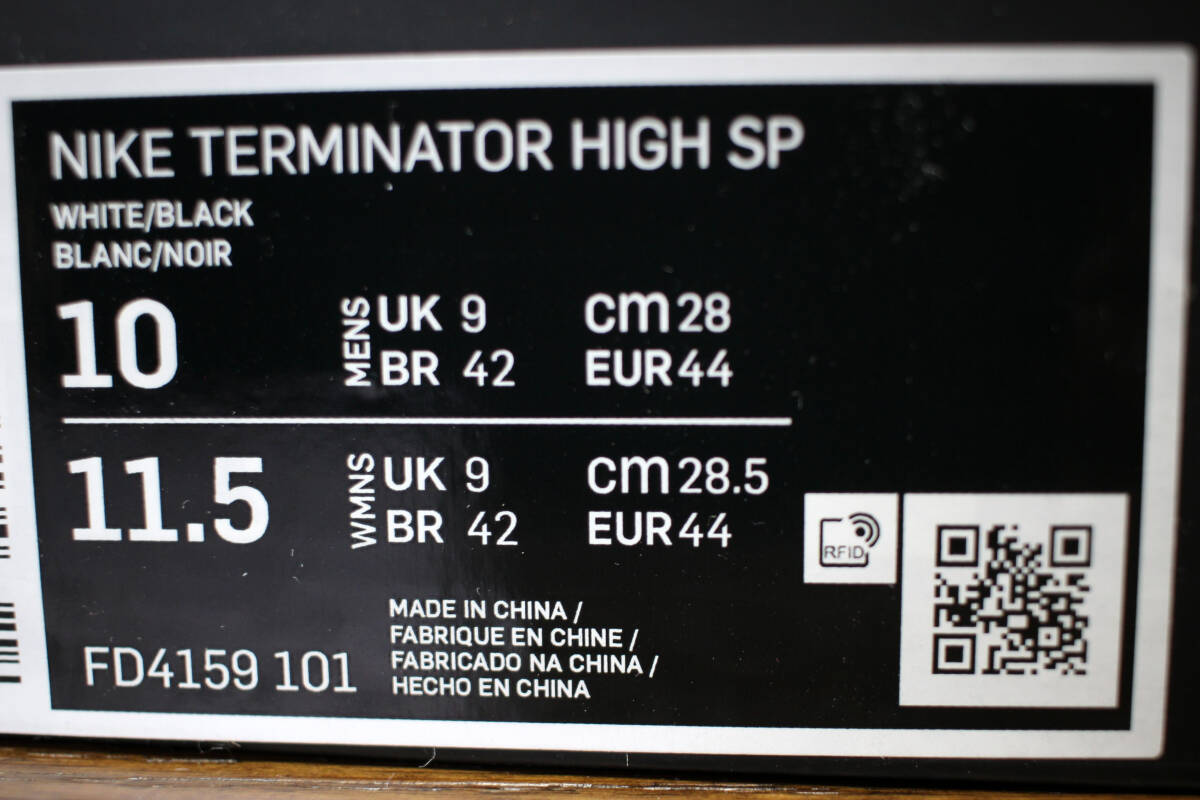 NIKE TERMINATOR HIGH SP
WHITE/BLACK
BLANC/NOIR
10
MENS
UK 9
cm 28
BR 42
EUR 44
11.5
WMNS
UK 9
cm 28.5
BR 42
EUR 44
RFID
MADE IN CHINA /
FABRIQUE EN CHINE /
FABRICADO NA CHINA /
HECHO EN CHINA
FD4159 101